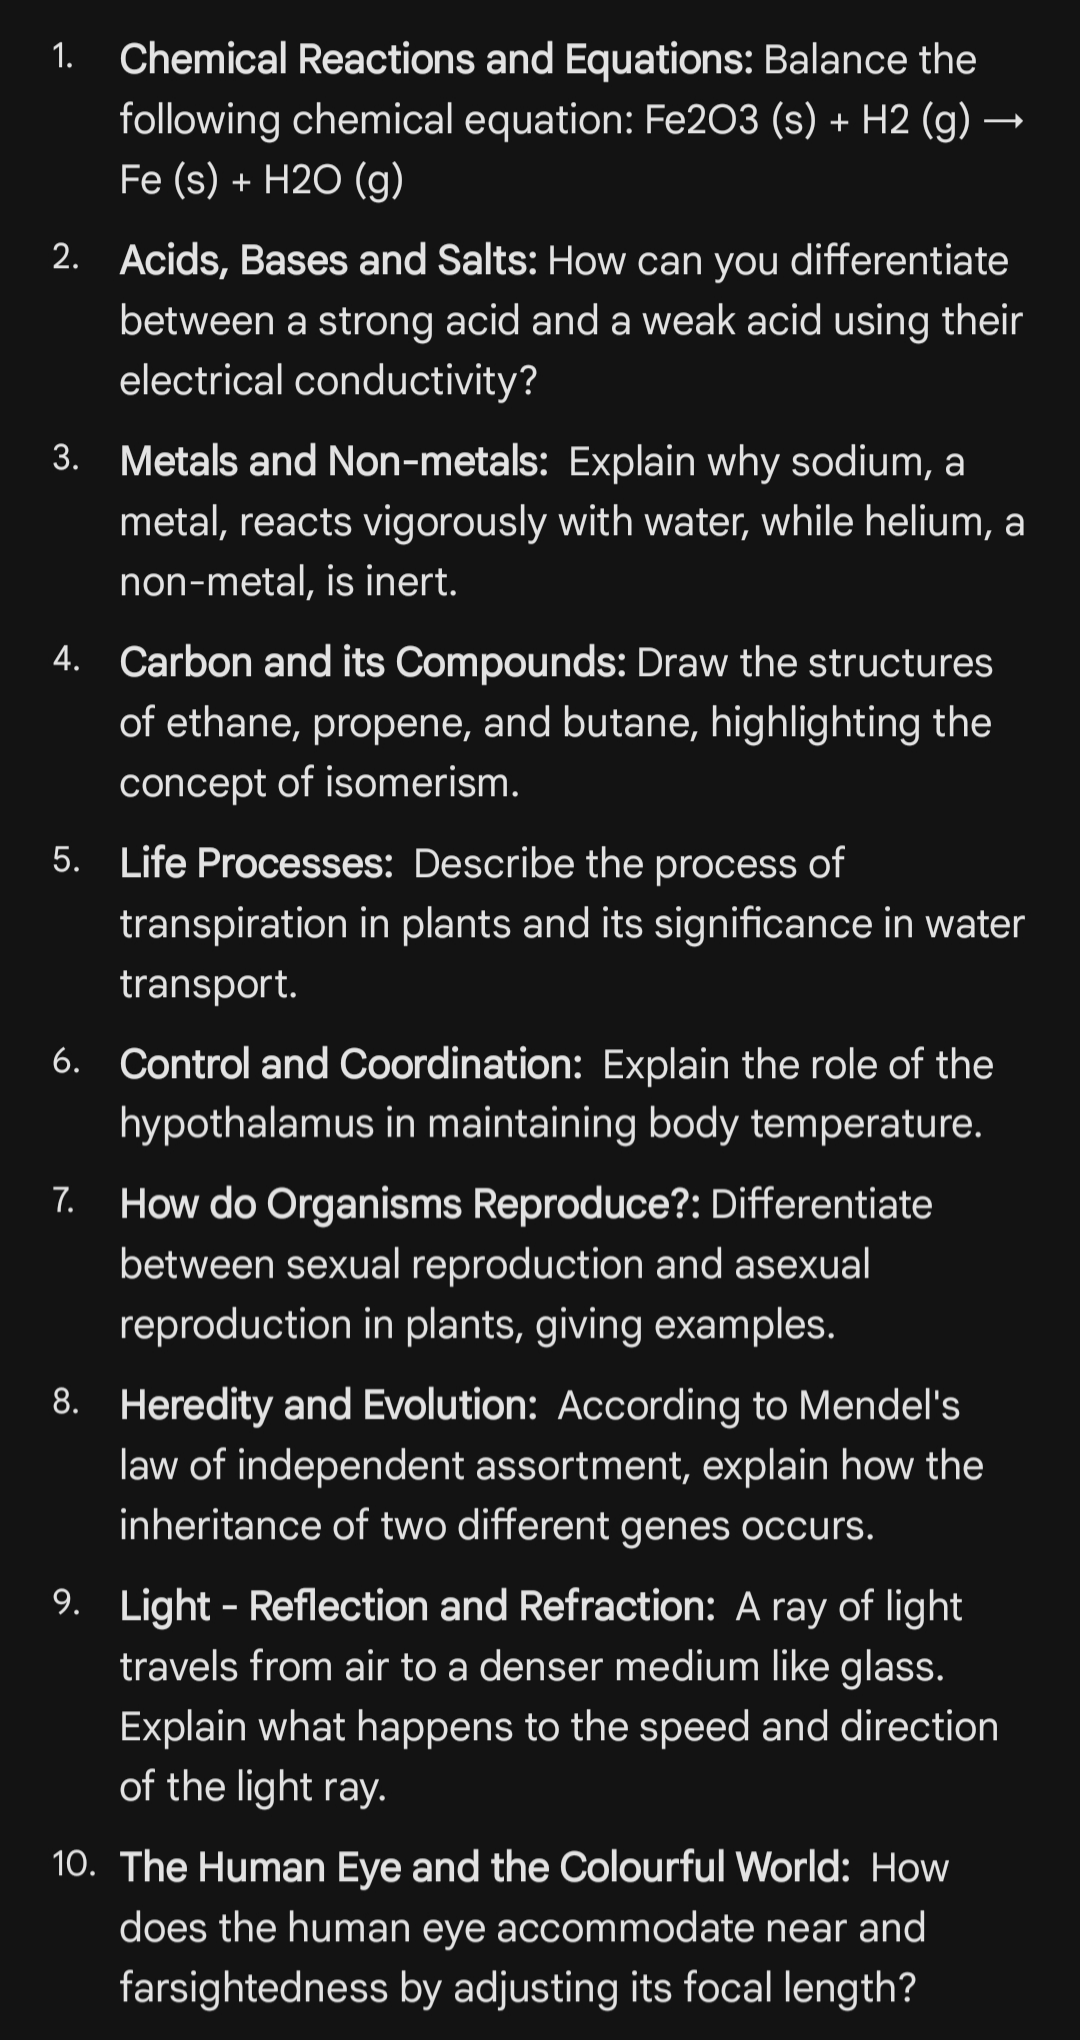 1. Chemical Reactions and Equations: Balance the
following chemical equation: Fe2O3 (s) + H2 (g) →
Fe (s) + H2O (g)
2. Acids, Bases and Salts: How can you differentiate
between a strong acid and a weak acid using their
electrical conductivity?
3. Metals and Non-metals: Explain why sodium, a
metal, reacts vigorously with water, while helium, a
non-metal, is inert.
4. Carbon and its Compounds: Draw the structures
of ethane, propene, and butane, highlighting the
concept of isomerism.
5. Life Processes: Describe the process of
transpiration in plants and its significance in water
transport.
6. Control and Coordination: Explain the role of the
hypothalamus in maintaining body temperature.
7. How do Organisms Reproduce?: Differentiate
between sexual reproduction and asexual
reproduction in plants, giving examples.
8. Heredity and Evolution: According to Mendel's
law of independent assortment, explain how the
inheritance of two different genes occurs.
9. Light - Reflection and Refraction: A ray of light
travels from air to a denser medium like glass.
Explain what happens to the speed and direction
of the light ray.
10. The Human Eye and the Colourful World: How
does the human eye accommodate near and
farsightedness by adjusting its focal length?